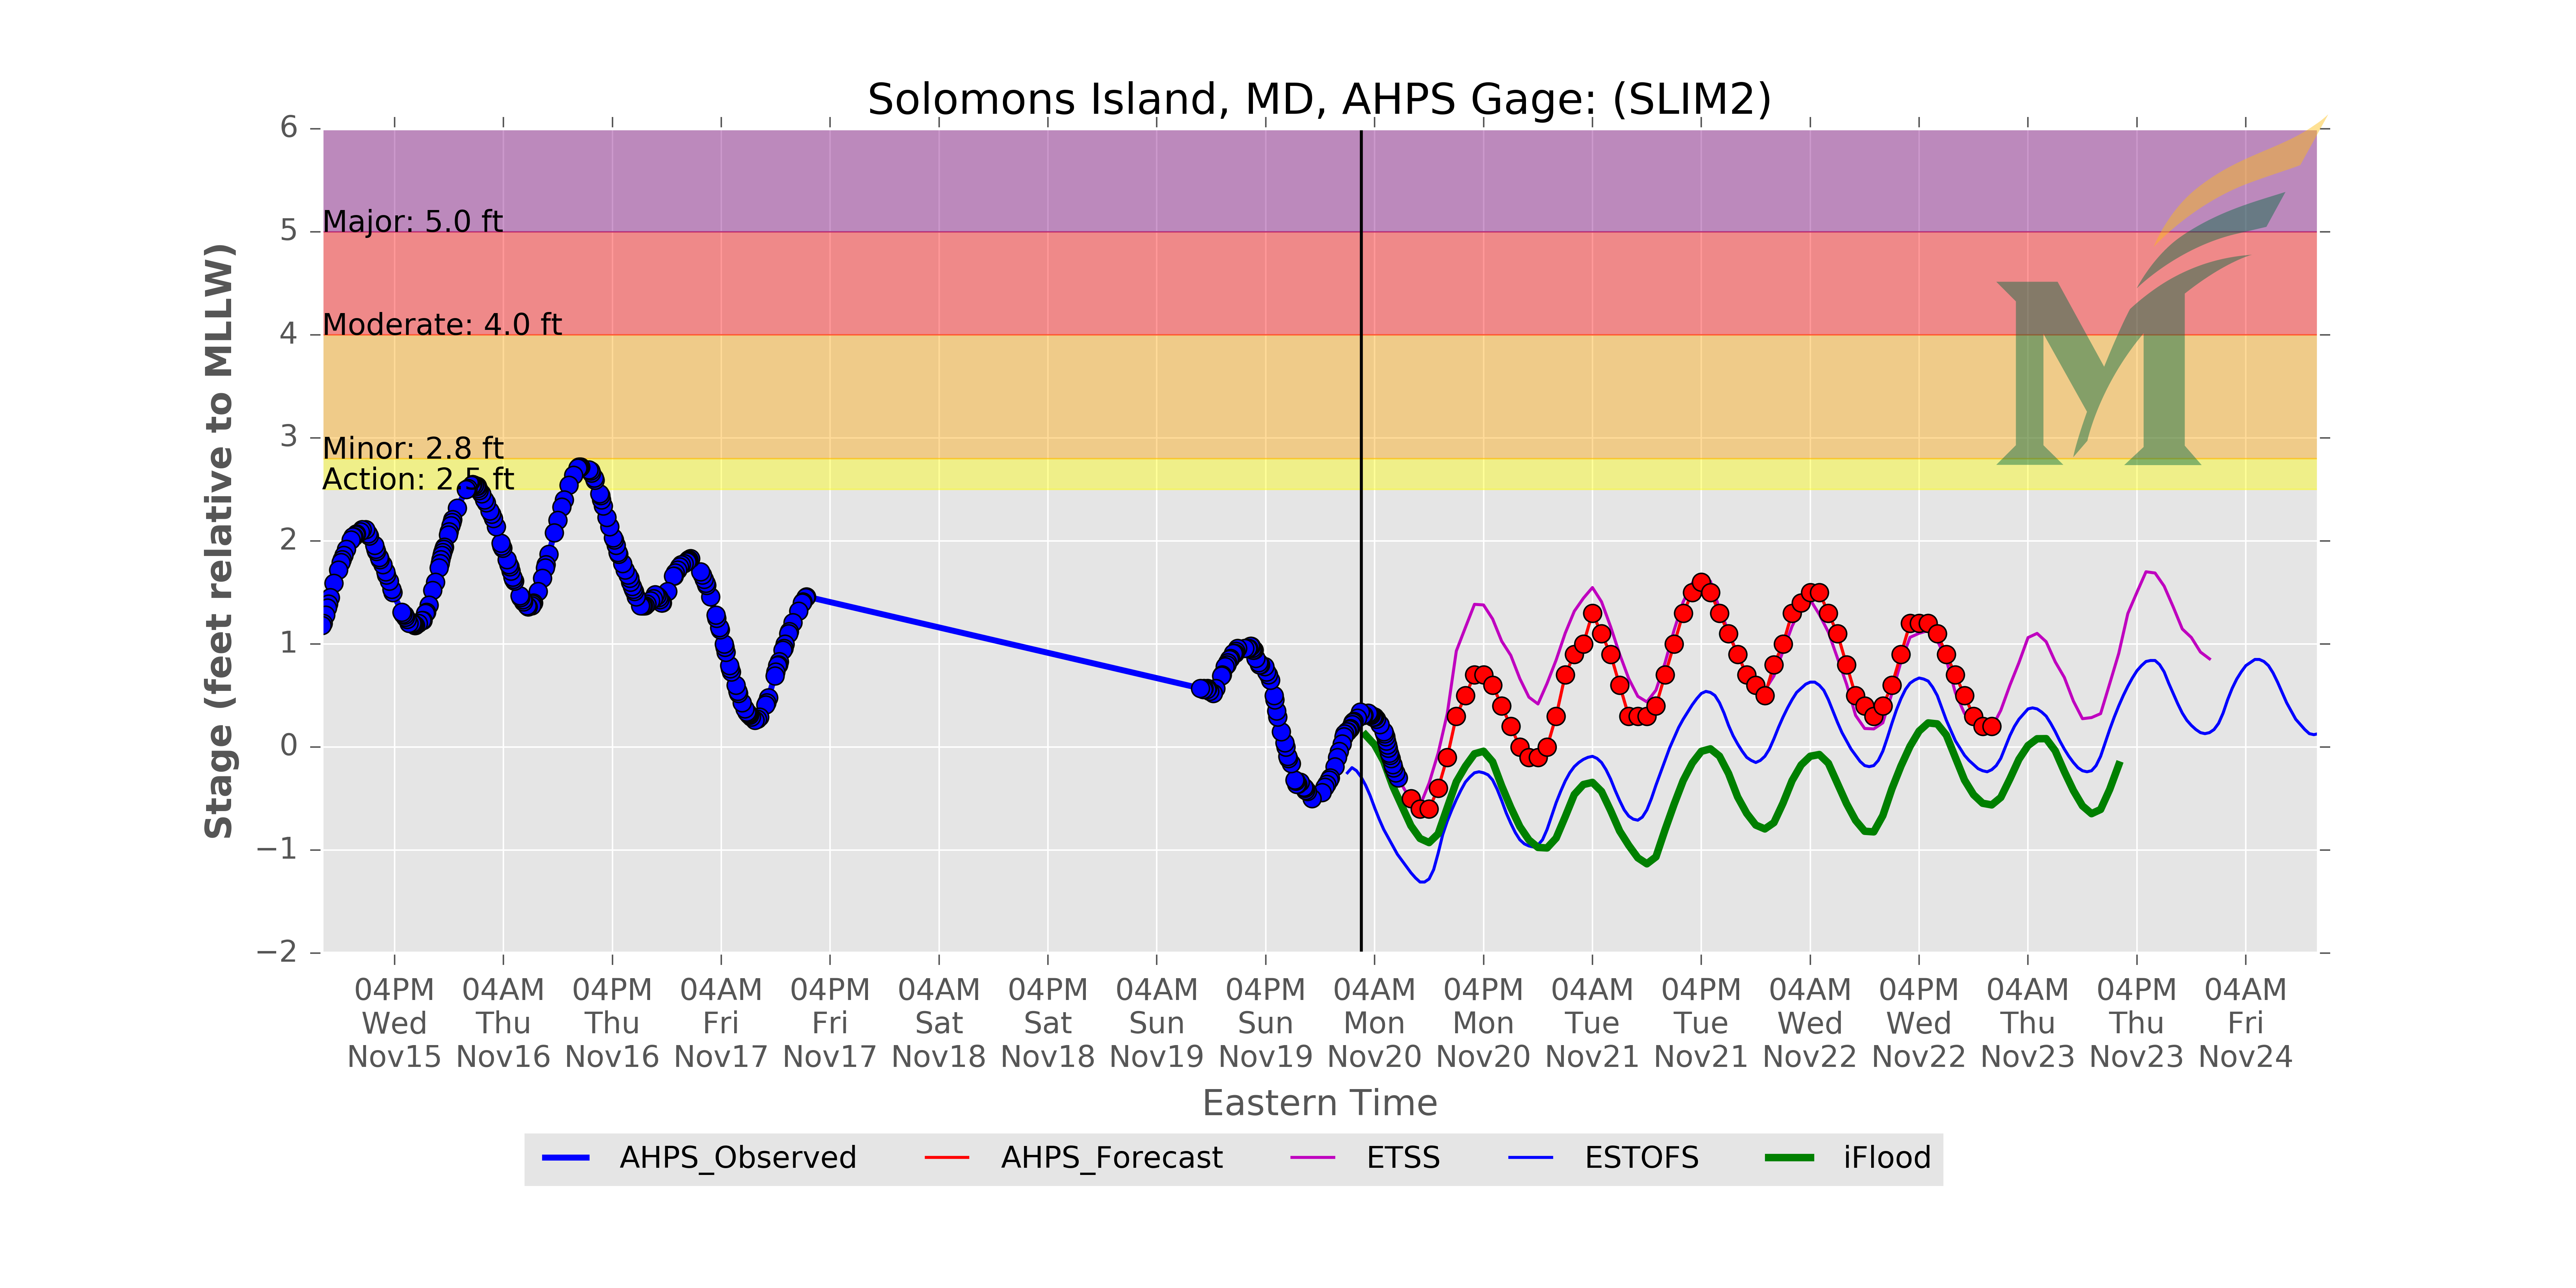 Solomons Island, MD, AHPS Gage: (SLIM2)
6
5
4
3
2
1
0
−1
−2
Stage (feet relative to MLLW)
Major: 5.0 ft
Moderate: 4.0 ft
Minor: 2.8 ft
Action: 2.5 ft
M
04PM Wed Nov15
04AM Thu Nov16
04PM Thu Nov16
04AM Fri Nov17
04PM Fri Nov17
04AM Sat Nov18
04PM Sat Nov18
04AM Sun Nov19
04PM Sun Nov19
04AM Mon Nov20
04PM Mon Nov20
04AM Tue Nov21
04PM Tue Nov21
04AM Wed Nov22
04PM Wed Nov22
04AM Thu Nov23
04PM Thu Nov23
04AM Fri Nov24
Eastern Time
AHPS_Observed
AHPS_Forecast
ETSS
ESTOFS
iFlood